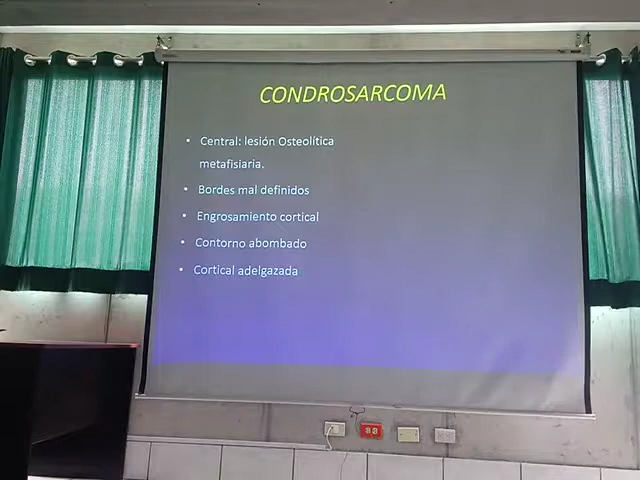 CONDROSARCOMA
• Central: lesión Osteolítica
metafisiaria.
• Bordes mal definidos
• Engrosamiento cortical
• Contorno abombado
• Cortical adelgazada